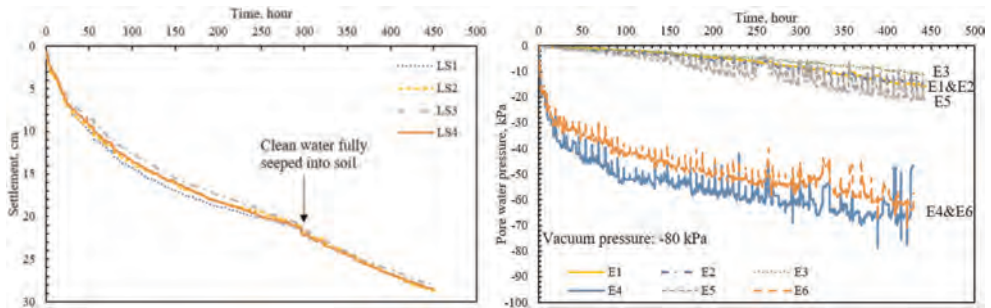 Time, hour
0 50 100 150 200 250 300 350 400 450 500
0
5
10
15
20
25
30
Settlement, cm
LS1
LS2
LS3
LS4
Clean water fully
seeped into soil
Time, hour
0 50 100 150 200 250 300 350 400 450 500
0
-10
-20
-30
-40
-50
-60
-70
-80
-90
-100
Pore water pressure, kPa
E3
E1&E2
E5
E4&E6
Vacuum pressure: -80 kPa
E1 E2 E3
E4 E5 E6